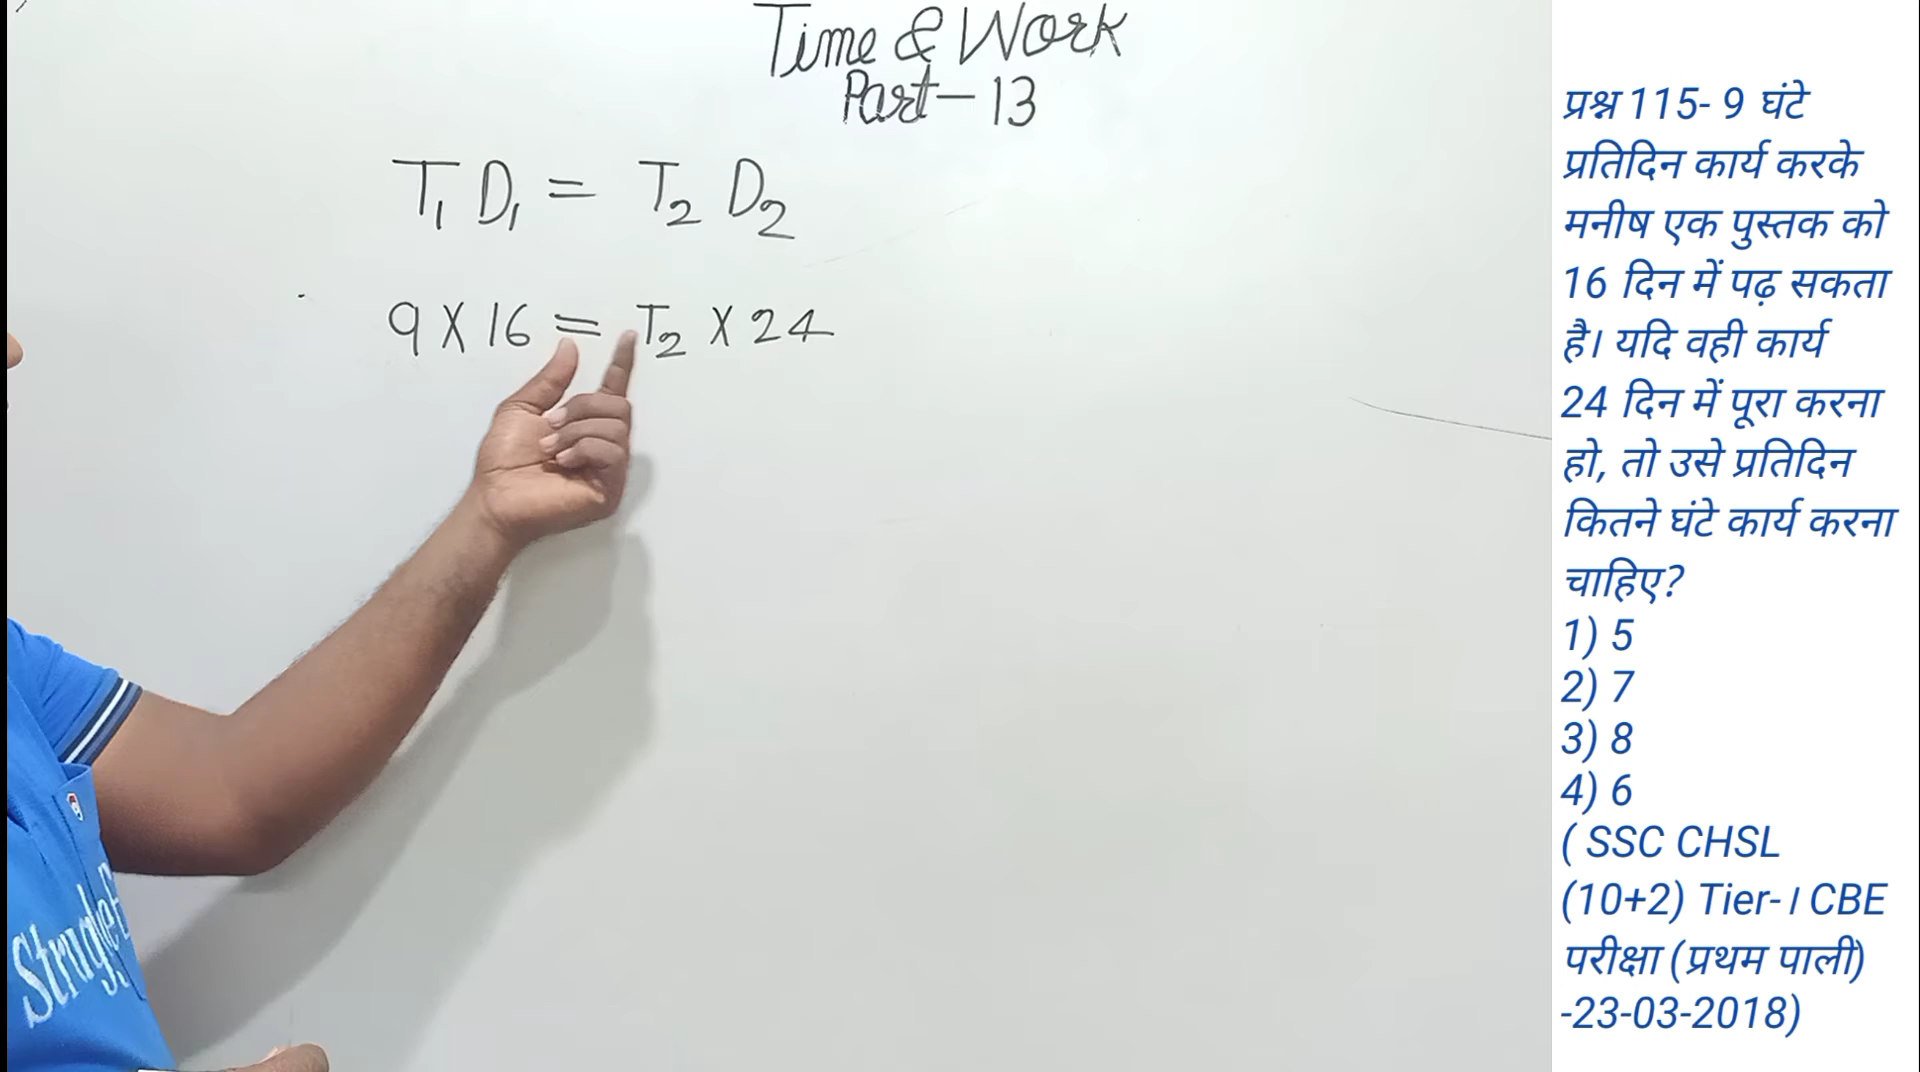 Time & Work
Part-13
T₁ D₁ = T₂ D₂
9 X 16 = T₂ X 24
प्रश्न 115- 9 घंटे
प्रतिदिन कार्य करके
मनीष एक पुस्तक को
16 दिन में पढ़ सकता
है। यदि वही कार्य
24 दिन में पूरा करना
हो, तो उसे प्रतिदिन
कितने घंटे कार्य करना
चाहिए?
1) 5
2) 7
3) 8
4) 6
( SSC CHSL
(10+2) Tier-I CBE
परीक्षा (प्रथम पाली)
-23-03-2018)